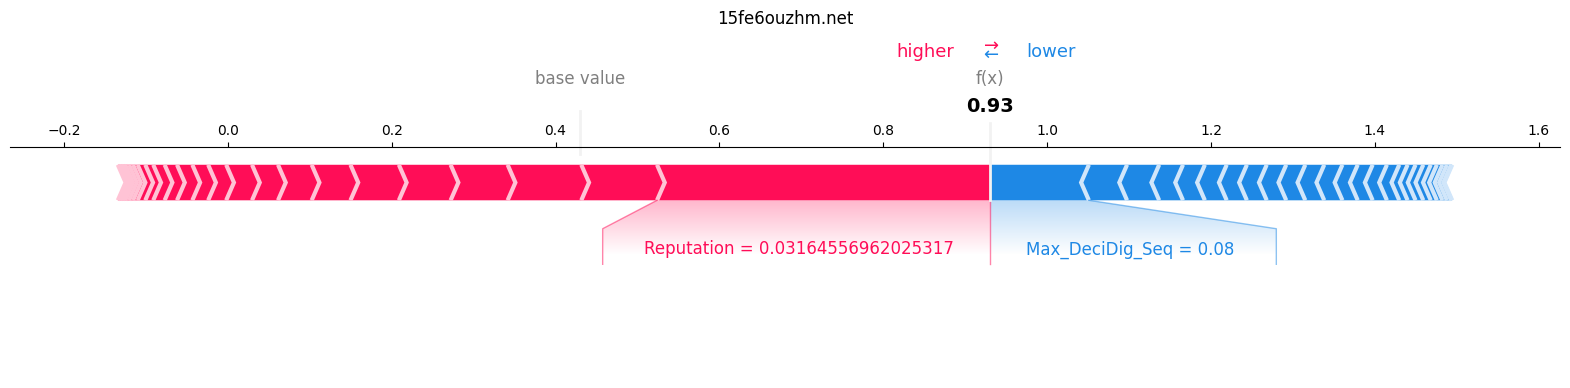 15fe6ouzhm.net
higher ⇄ lower
base value f(x)
0.93
−0.2 0.0 0.2 0.4 0.6 0.8 1.0 1.2 1.4 1.6
Reputation = 0.03164556962025317 Max_DeciDig_Seq = 0.08